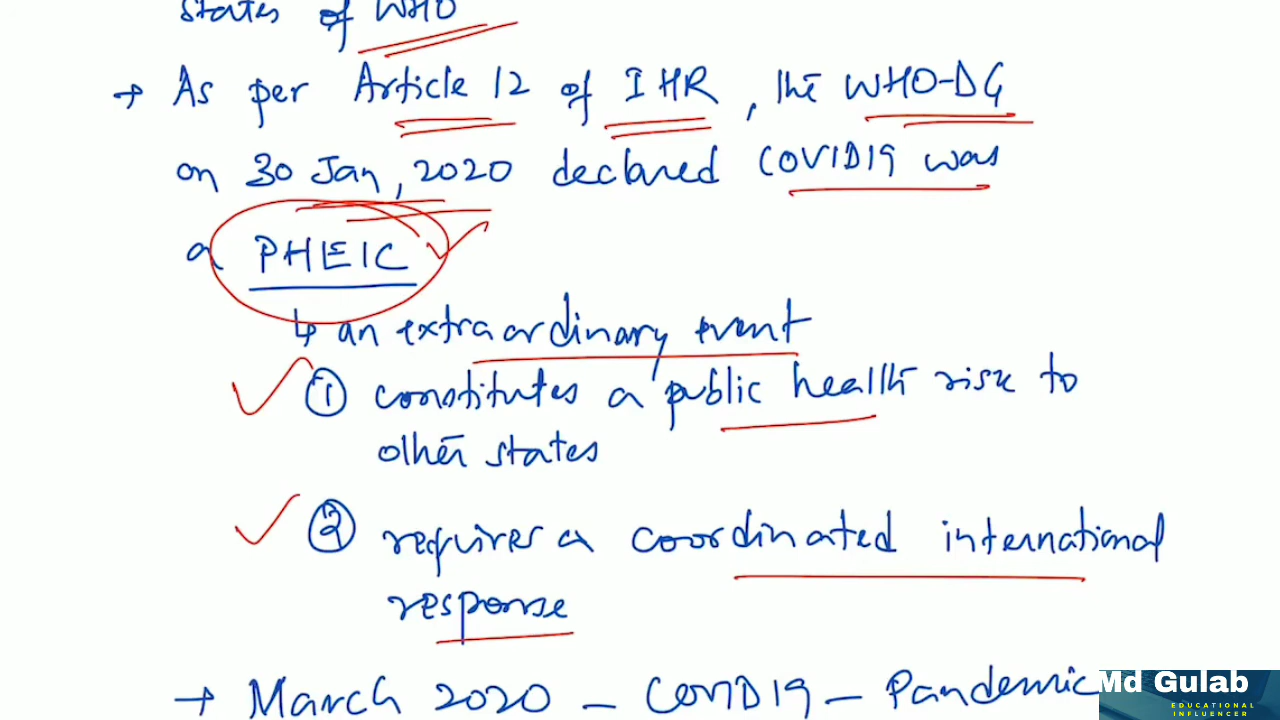 states of WHO
→ As per Article 12 of IHR, the WHO-DG
on 30 Jan, 2020 declared COVID19 was
a PHEIC
↳ an extraordinary event
① constitutes a public health risk to
other states
② requires a coordinated international
response
→ March 2020 - COVID19 - Pandemic
Md Gulab
EDUCATIONAL
INFLUENCER